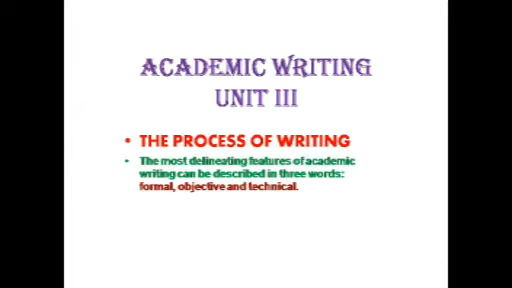 ACADEMIC WRITING
UNIT III
• THE PROCESS OF WRITING
• The most delineating features of academic
writing can be described in three words:
formal, objective and technical.